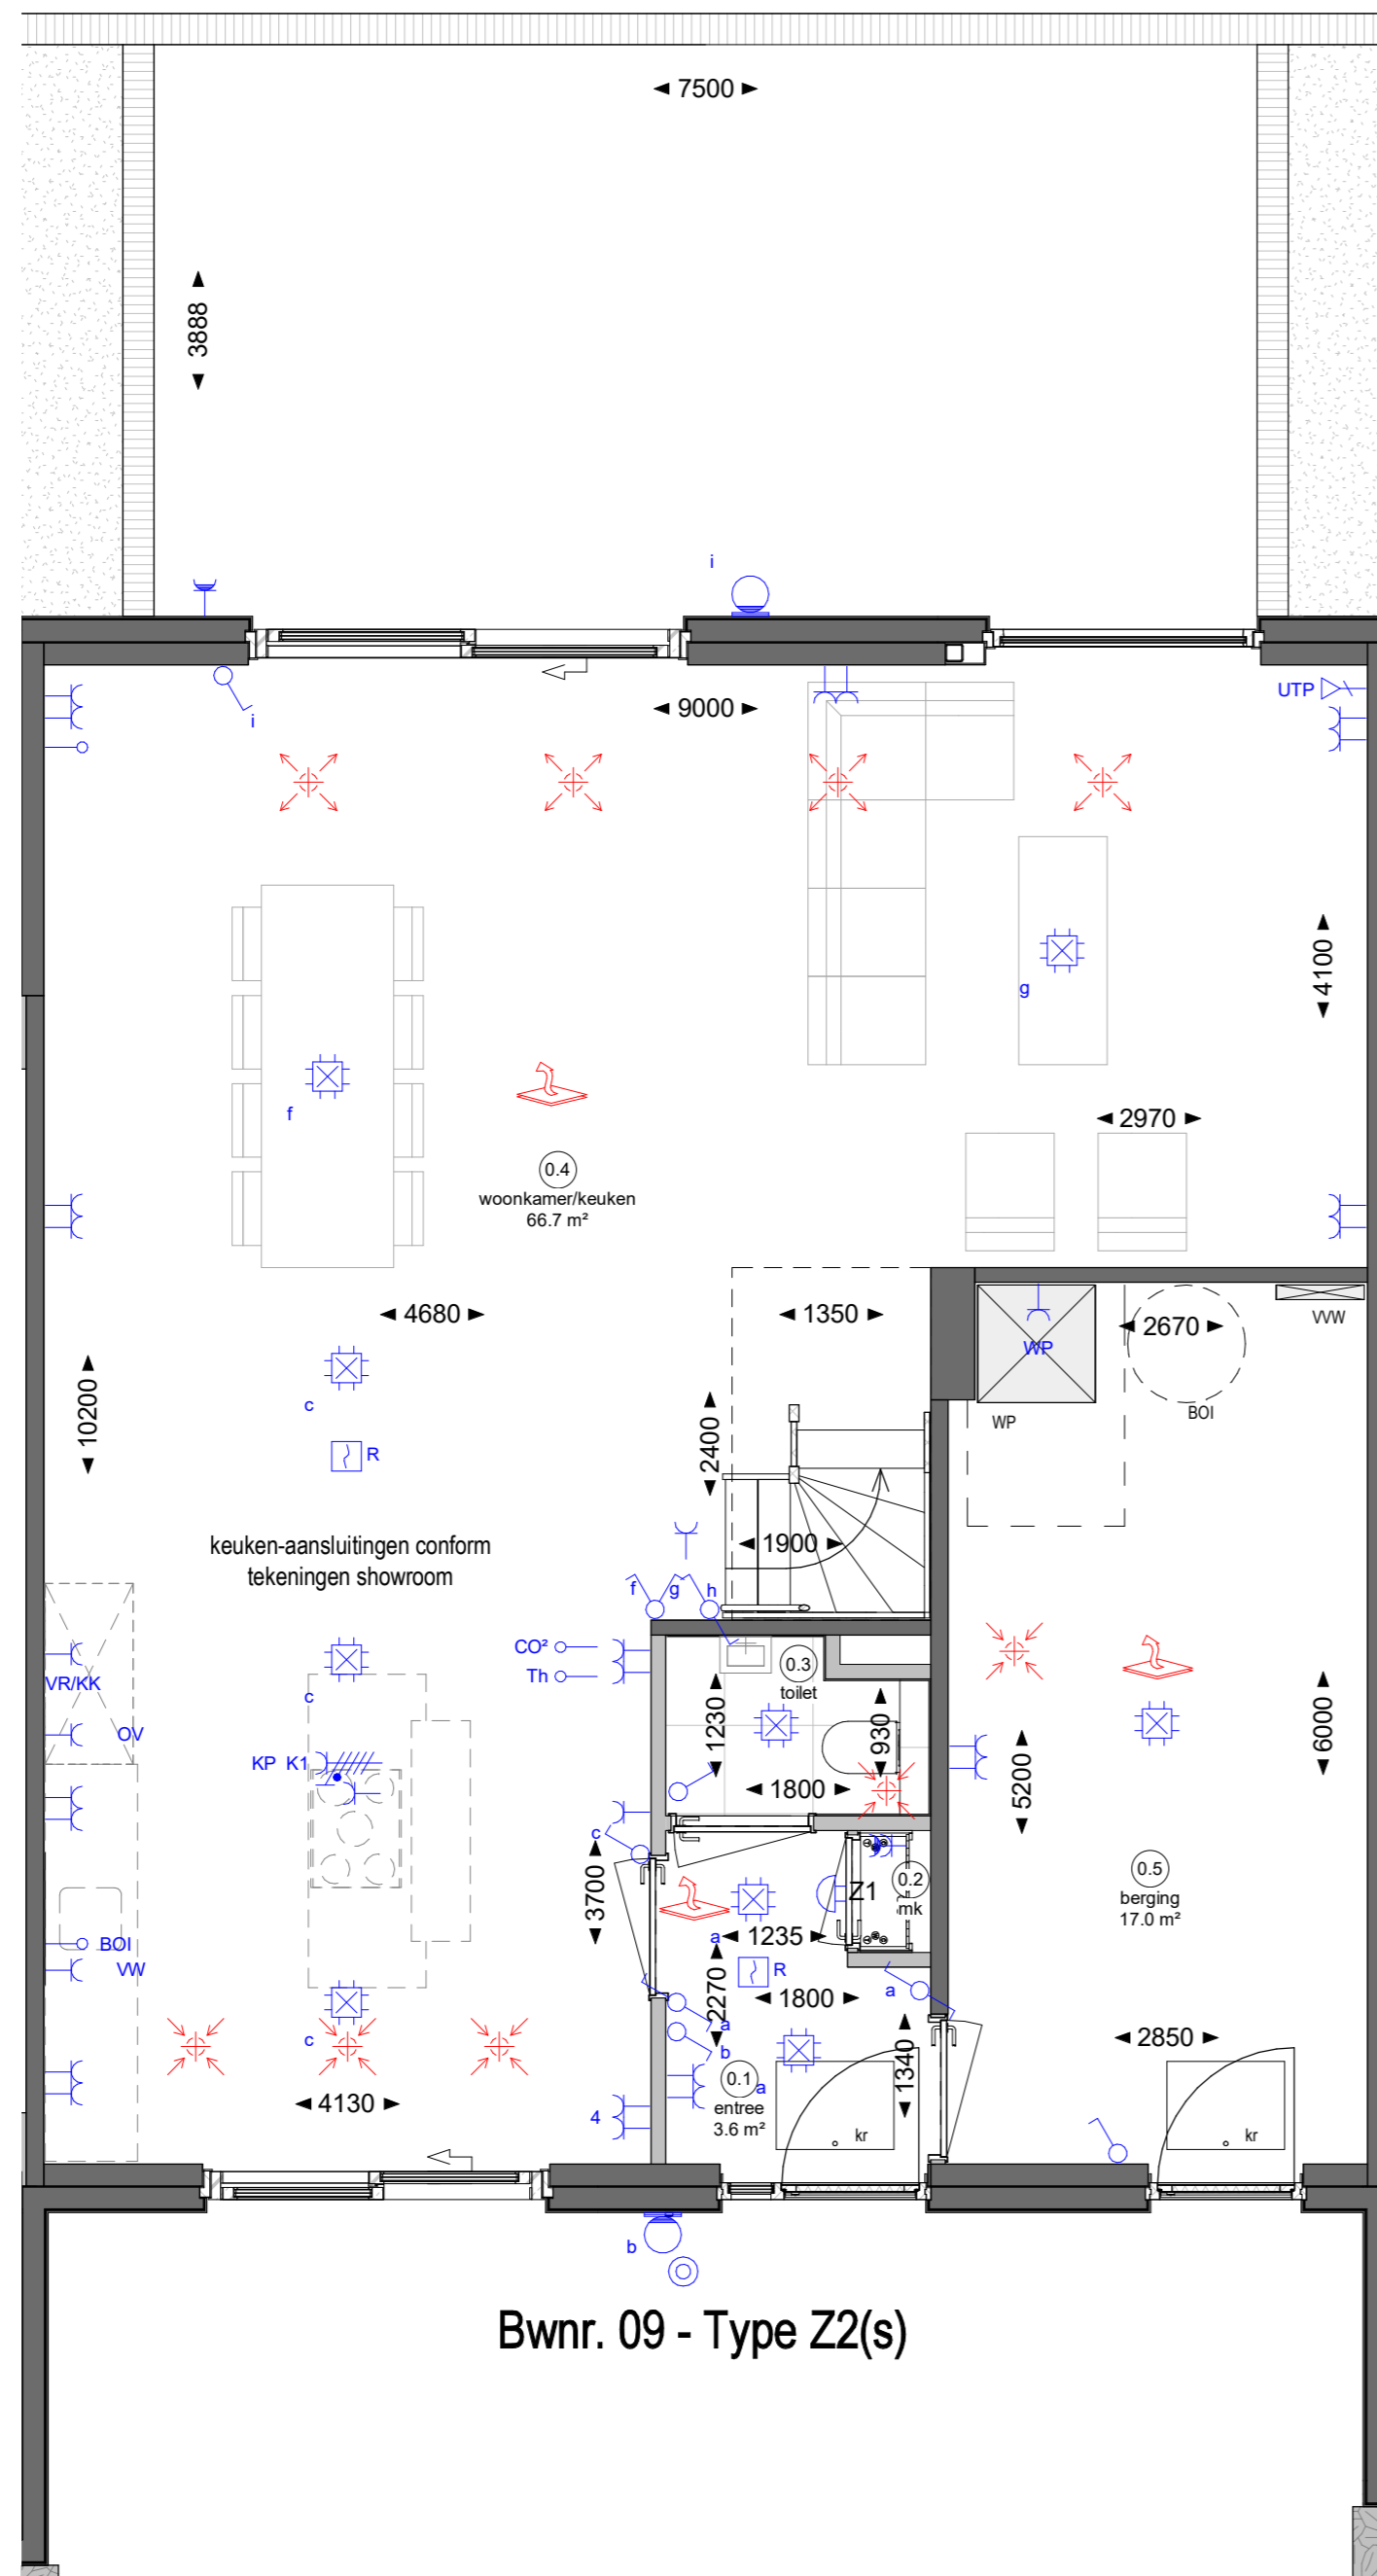 7500
3888
i
i
UTP
9000
4100
g
f
2970
0.4
woonkamer/keuken
66.7 m²
4680
1350
2670
VVW
WP
WP
BOI
c
10200
R
2400
keuken-aansluitingen conform
tekeningen showroom
1900
f
g
h
CO²
Th
0.3
toilet
VR/KK
c
1230
930
6000
OV
KP K1
5200
1800
c
3700
0.5
berging
17.0 m²
0.2
mk
Z1
a
1235
BOI
VW
R
2270
1800
a
c
a
b
1340
2850
0.1
a
entree
3.6 m²
4130
4
kr
kr
b
Bwnr. 09 - Type Z2(s)